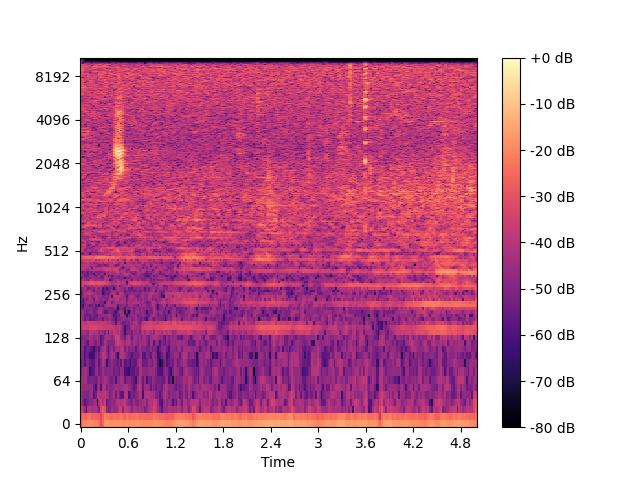 8192
4096
2048
1024
512
256
128
64
0
Hz
0 0.6 1.2 1.8 2.4 3 3.6 4.2 4.8
Time
+0 dB
-10 dB
-20 dB
-30 dB
-40 dB
-50 dB
-60 dB
-70 dB
-80 dB